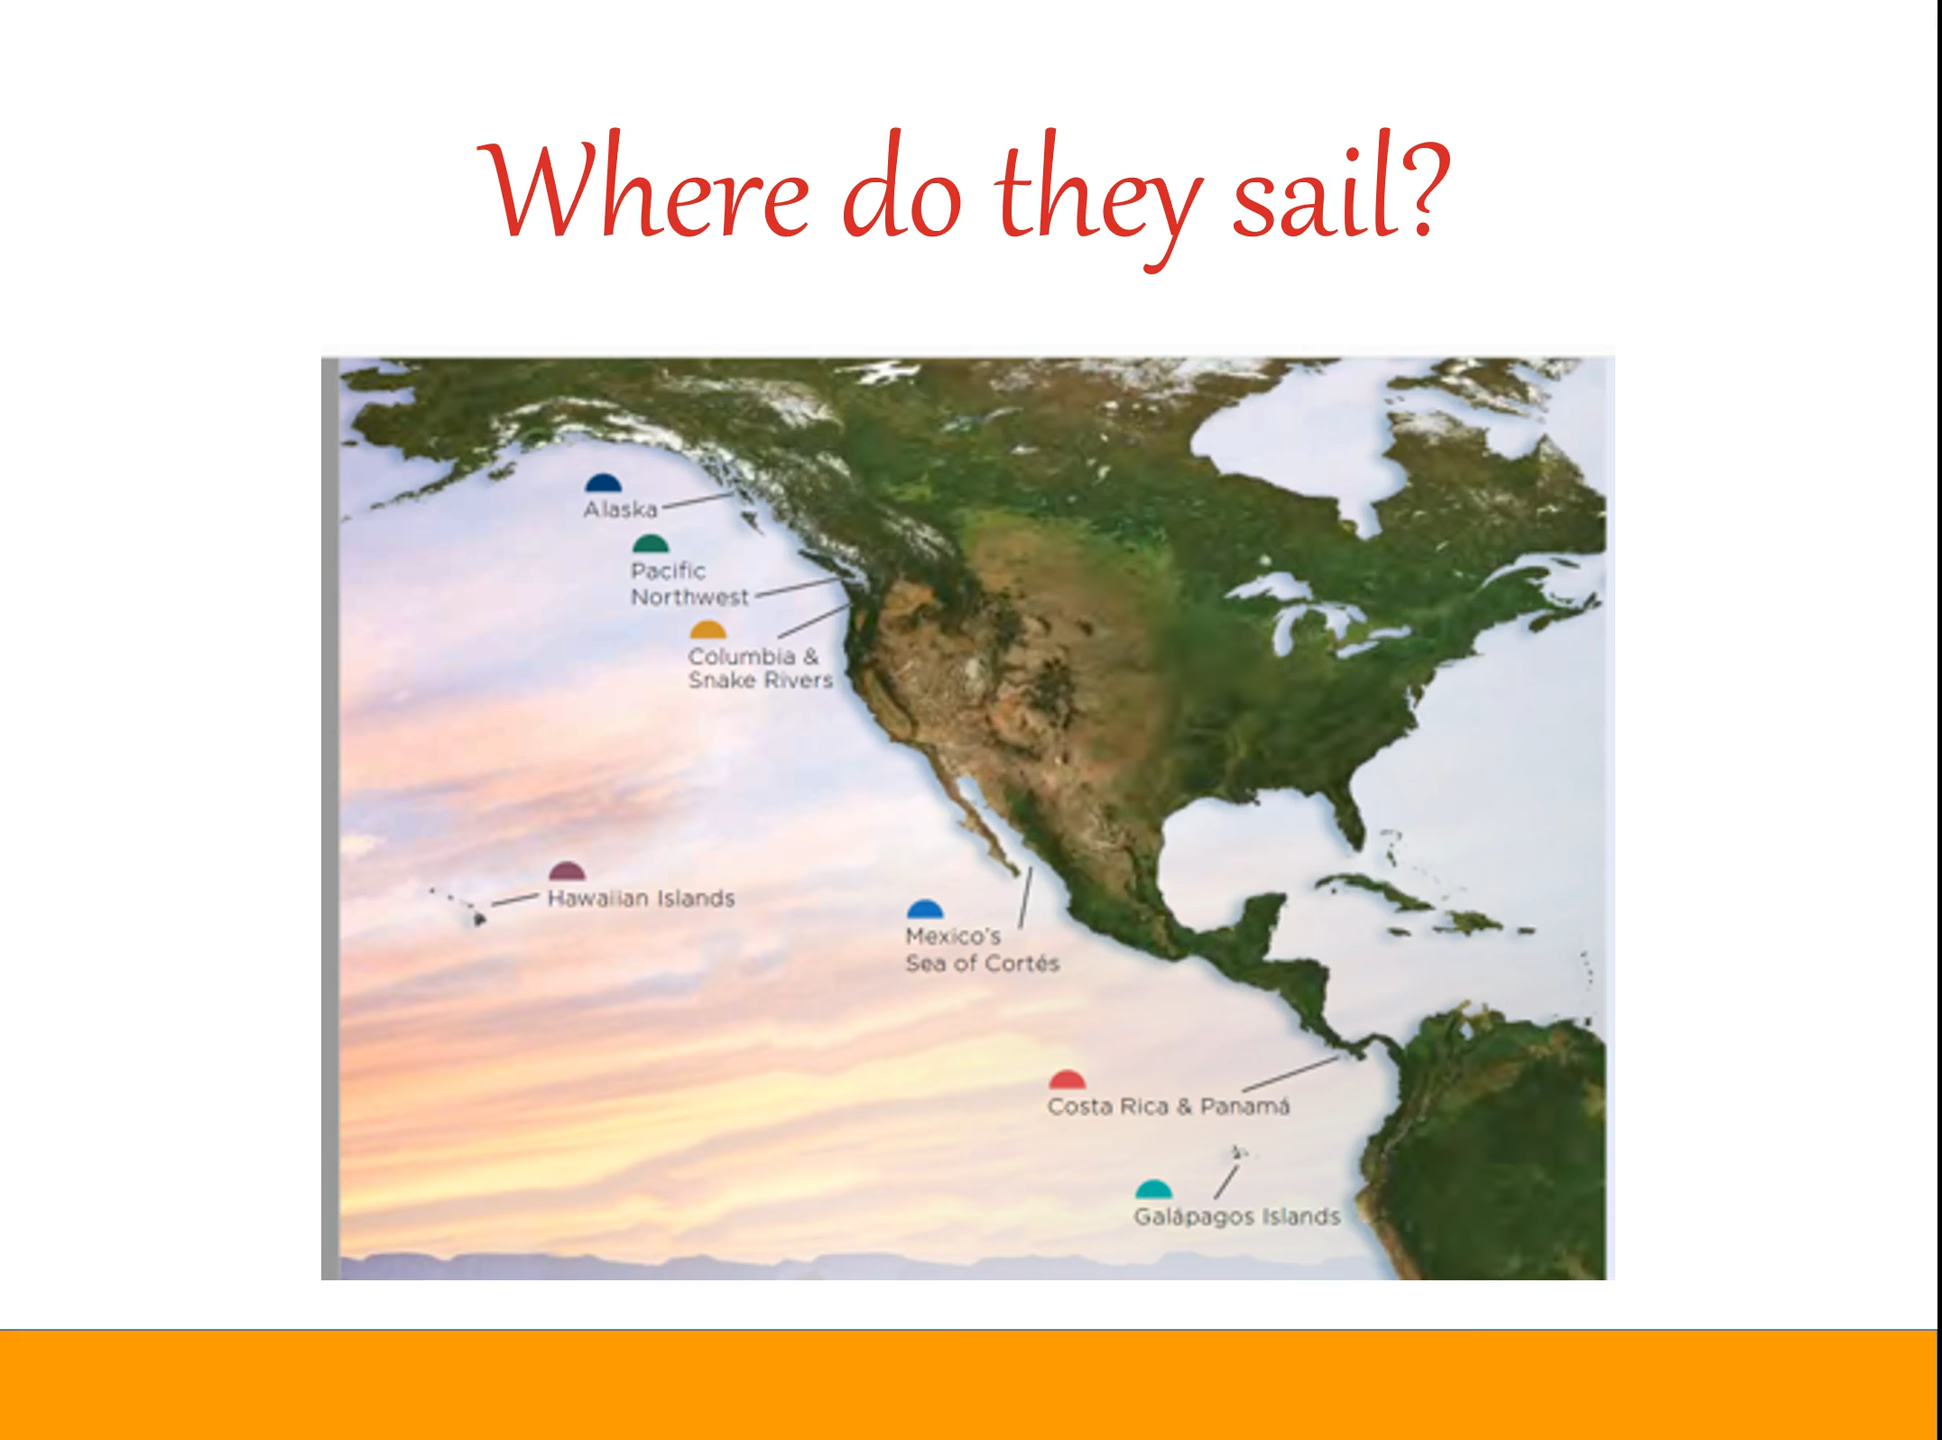 Where do they sail?
Alaska
Pacific
Northwest
Columbia &
Snake Rivers
Hawaiian Islands
Mexico's
Sea of Cortés
Costa Rica & Panamá
Galápagos Islands